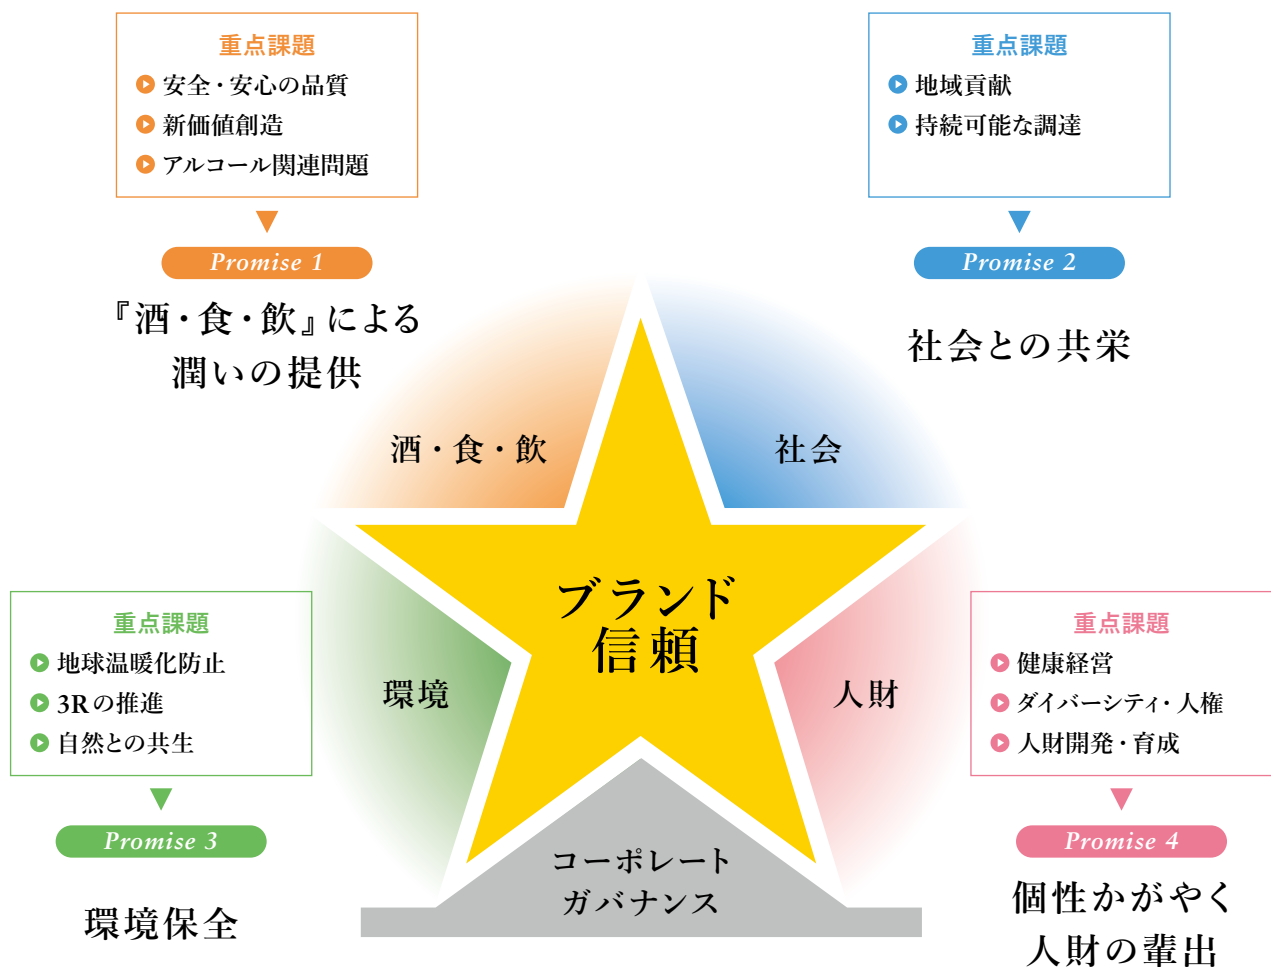 重点課題
安全・安心の品質
新価値創造
アルコール関連問題
Promise 1
『酒・食・飲』による
潤いの提供
重点課題
地域貢献
持続可能な調達
Promise 2
社会との共栄
酒・食・飲
社会
ブランド
信頼
環境
人財
コーポレート
ガバナンス
重点課題
地球温暖化防止
3Rの推進
自然との共生
Promise 3
環境保全
重点課題
健康経営
ダイバーシティ・人権
人財開発・育成
Promise 4
個性かがやく
人財の輩出